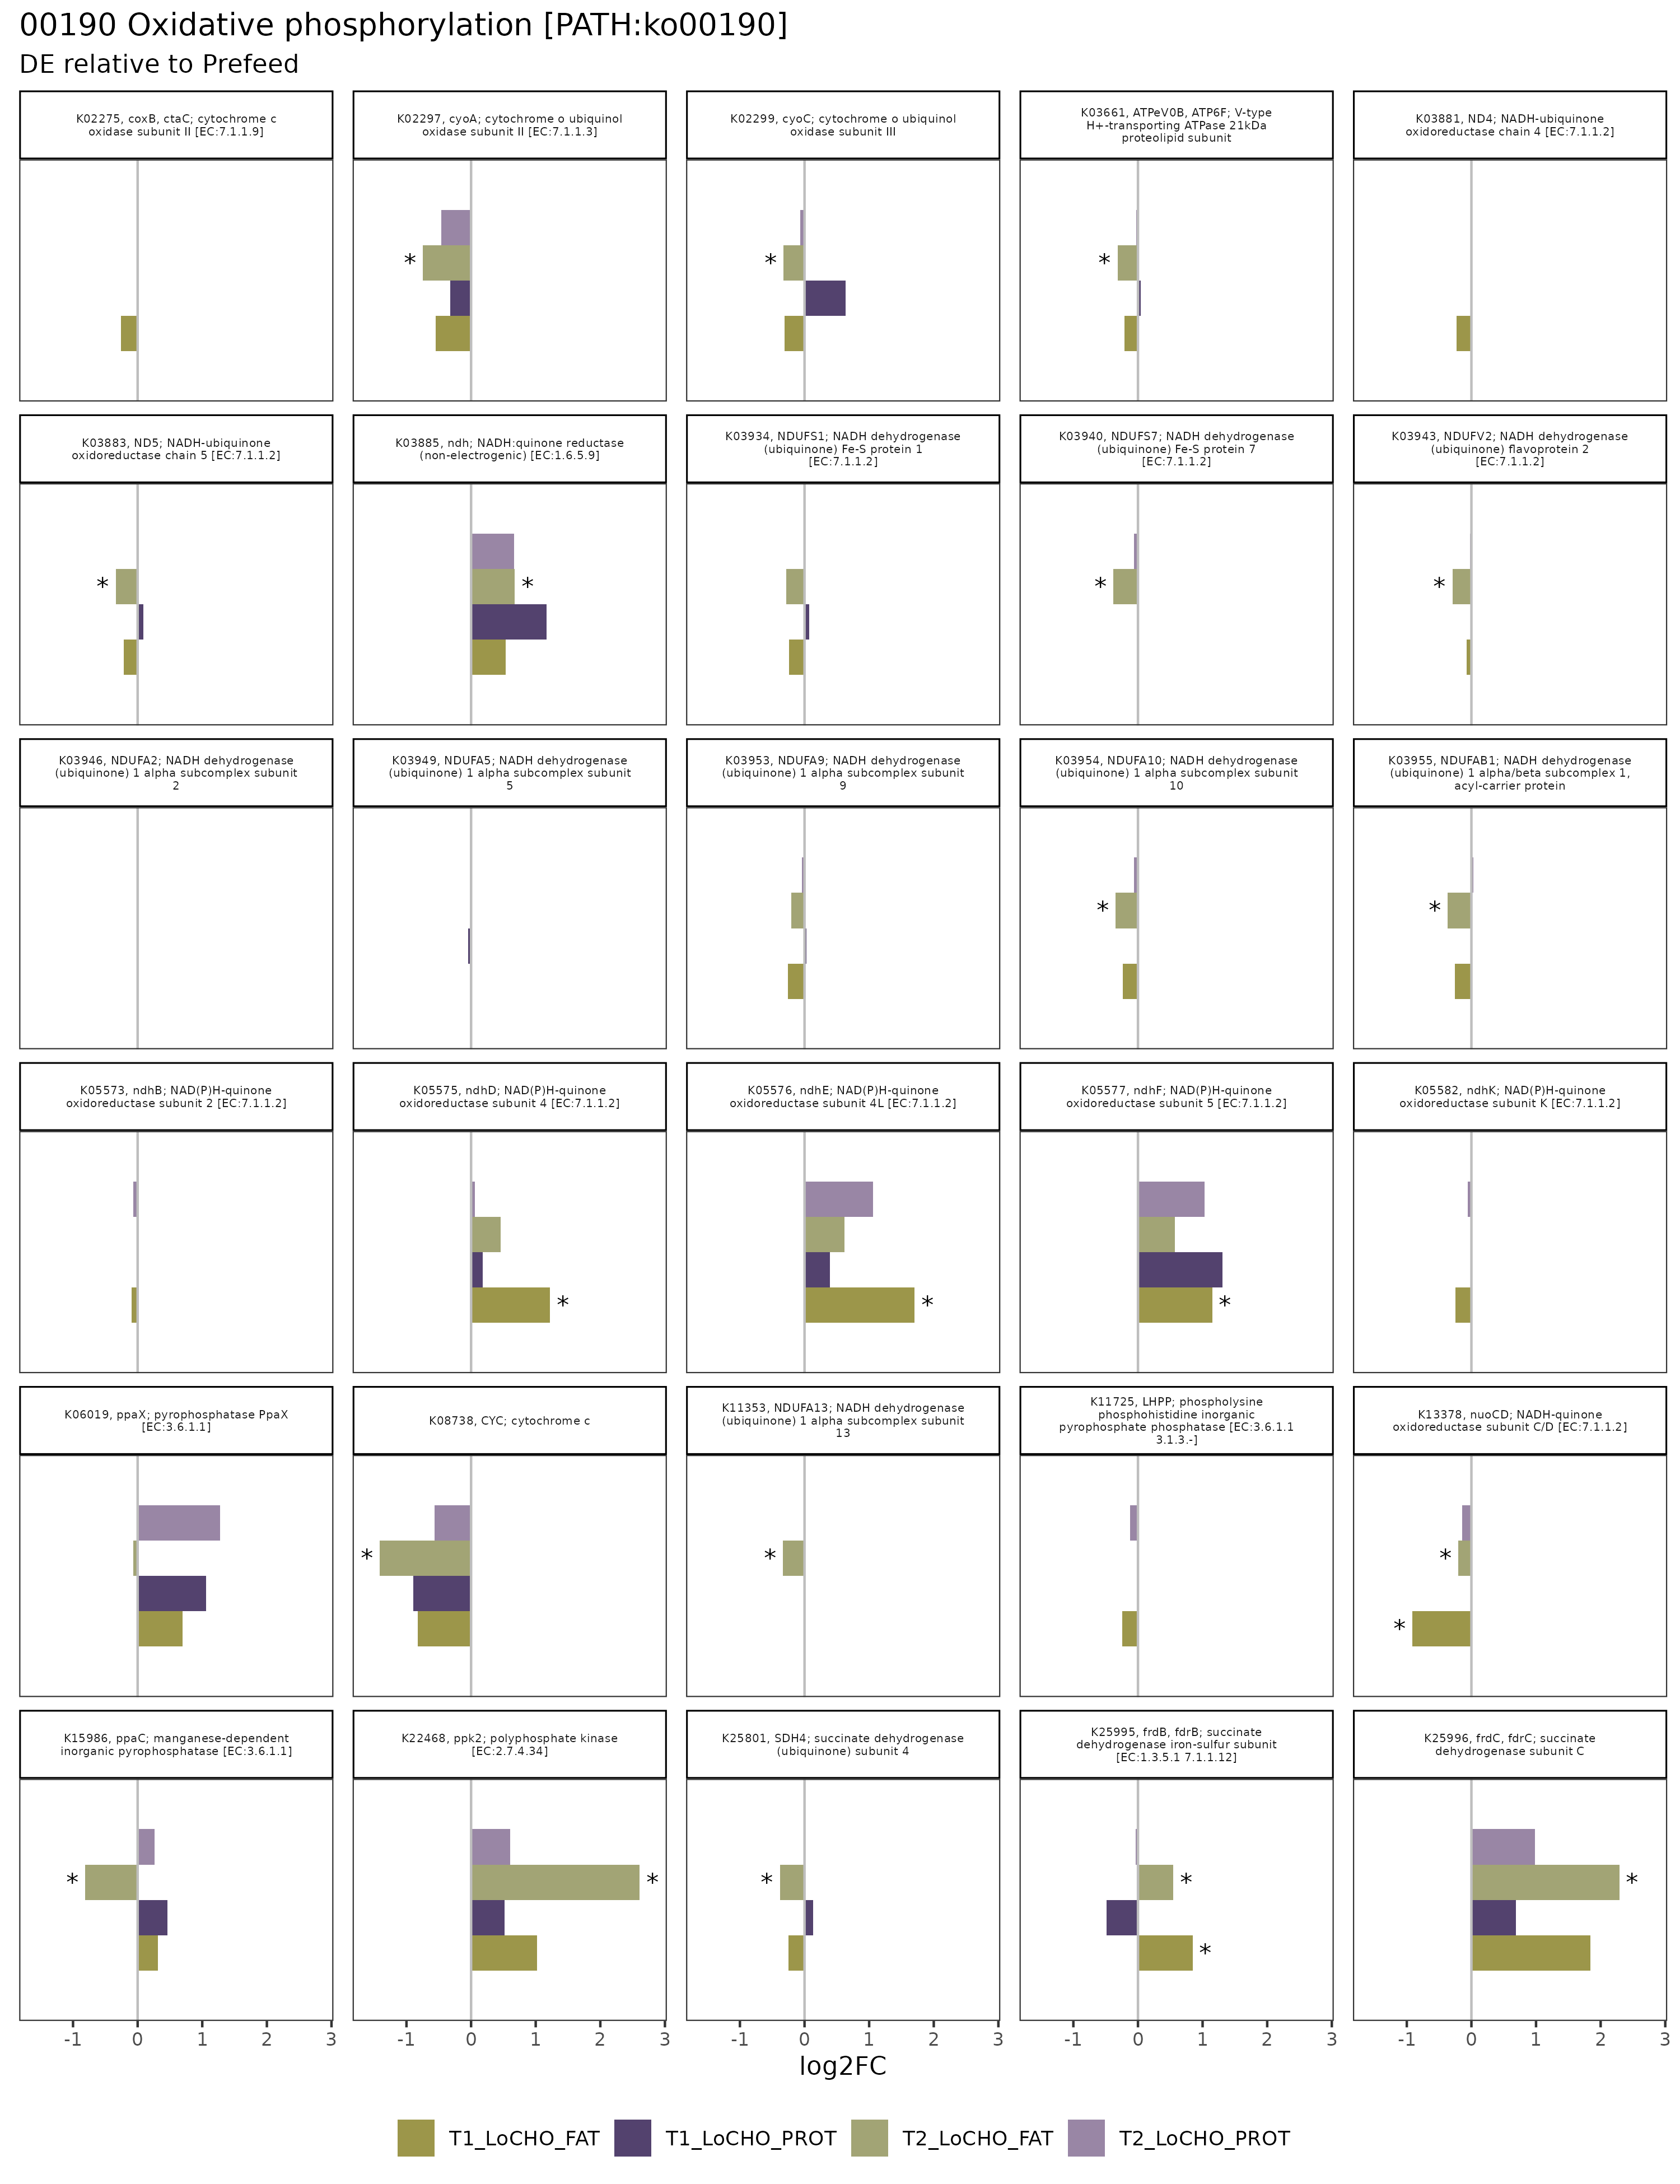 00190 Oxidative phosphorylation [PATH:ko00190]
DE relative to Prefeed
K02275, coxB, ctaC; cytochrome c
oxidase subunit II [EC:7.1.1.9]
K02297, cyoA; cytochrome o ubiquinol
oxidase subunit II [EC:7.1.1.3]
K02299, cyoC; cytochrome o ubiquinol
oxidase subunit III
K03661, ATPeV0B, ATP6F; V-type
H+-transporting ATPase 21kDa
proteolipid subunit
K03881, ND4; NADH-ubiquinone
oxidoreductase chain 4 [EC:7.1.1.2]
*
*
*
K03883, ND5; NADH-ubiquinone
oxidoreductase chain 5 [EC:7.1.1.2]
K03885, ndh; NADH:quinone reductase
(non-electrogenic) [EC:1.6.5.9]
K03934, NDUFS1; NADH dehydrogenase
(ubiquinone) Fe-S protein 1
[EC:7.1.1.2]
K03940, NDUFS7; NADH dehydrogenase
(ubiquinone) Fe-S protein 7
[EC:7.1.1.2]
K03943, NDUFV2; NADH dehydrogenase
(ubiquinone) flavoprotein 2
[EC:7.1.1.2]
*
*
*
*
K03946, NDUFA2; NADH dehydrogenase
(ubiquinone) 1 alpha subcomplex subunit
2
K03949, NDUFA5; NADH dehydrogenase
(ubiquinone) 1 alpha subcomplex subunit
5
K03953, NDUFA9; NADH dehydrogenase
(ubiquinone) 1 alpha subcomplex subunit
9
K03954, NDUFA10; NADH dehydrogenase
(ubiquinone) 1 alpha subcomplex subunit
10
K03955, NDUFAB1; NADH dehydrogenase
(ubiquinone) 1 alpha/beta subcomplex 1,
acyl-carrier protein
*
*
K05573, ndhB; NAD(P)H-quinone
oxidoreductase subunit 2 [EC:7.1.1.2]
K05575, ndhD; NAD(P)H-quinone
oxidoreductase subunit 4 [EC:7.1.1.2]
K05576, ndhE; NAD(P)H-quinone
oxidoreductase subunit 4L [EC:7.1.1.2]
K05577, ndhF; NAD(P)H-quinone
oxidoreductase subunit 5 [EC:7.1.1.2]
K05582, ndhK; NAD(P)H-quinone
oxidoreductase subunit K [EC:7.1.1.2]
*
*
*
K06019, ppaX; pyrophosphatase PpaX
[EC:3.6.1.1]
K08738, CYC; cytochrome c
K11353, NDUFA13; NADH dehydrogenase
(ubiquinone) 1 alpha subcomplex subunit
13
K11725, LHPP; phospholysine
phosphohistidine inorganic
pyrophosphate phosphatase [EC:3.6.1.1
3.1.3.-]
K13378, nuoCD; NADH-quinone
oxidoreductase subunit C/D [EC:7.1.1.2]
*
*
*
*
K15986, ppaC; manganese-dependent
inorganic pyrophosphatase [EC:3.6.1.1]
K22468, ppk2; polyphosphate kinase
[EC:2.7.4.34]
K25801, SDH4; succinate dehydrogenase
(ubiquinone) subunit 4
K25995, frdB, fdrB; succinate
dehydrogenase iron-sulfur subunit
[EC:1.3.5.1 7.1.1.12]
K25996, frdC, fdrC; succinate
dehydrogenase subunit C
*
*
*
*
*
*
-1 0 1 2 3
-1 0 1 2 3
-1 0 1 2 3
-1 0 1 2 3
-1 0 1 2 3
log2FC
T1_LoCHO_FAT
T1_LoCHO_PROT
T2_LoCHO_FAT
T2_LoCHO_PROT